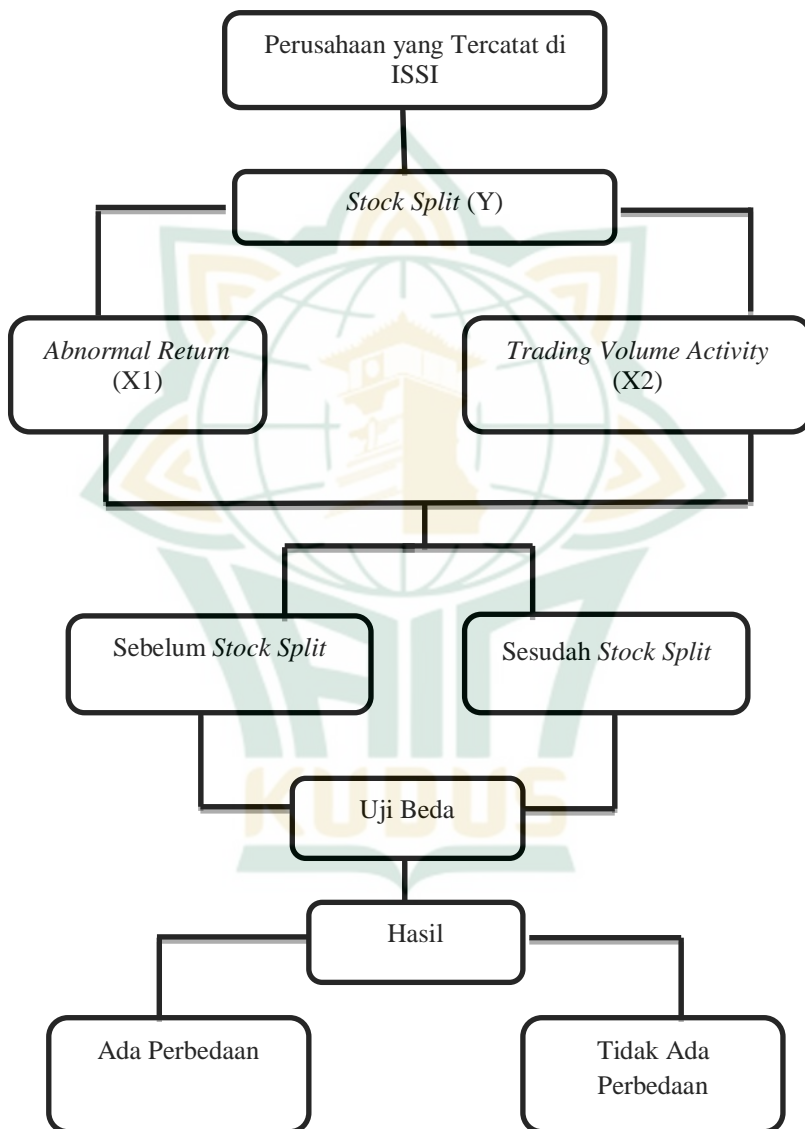 Perusahaan yang Tercatat di
ISSI
Stock Split (Y)
Abnormal Return
(X1)
Trading Volume Activity
(X2)
Sebelum Stock Split
Sesudah Stock Split
KUDUS
Uji Beda
Hasil
Ada Perbedaan
Tidak Ada
Perbedaan